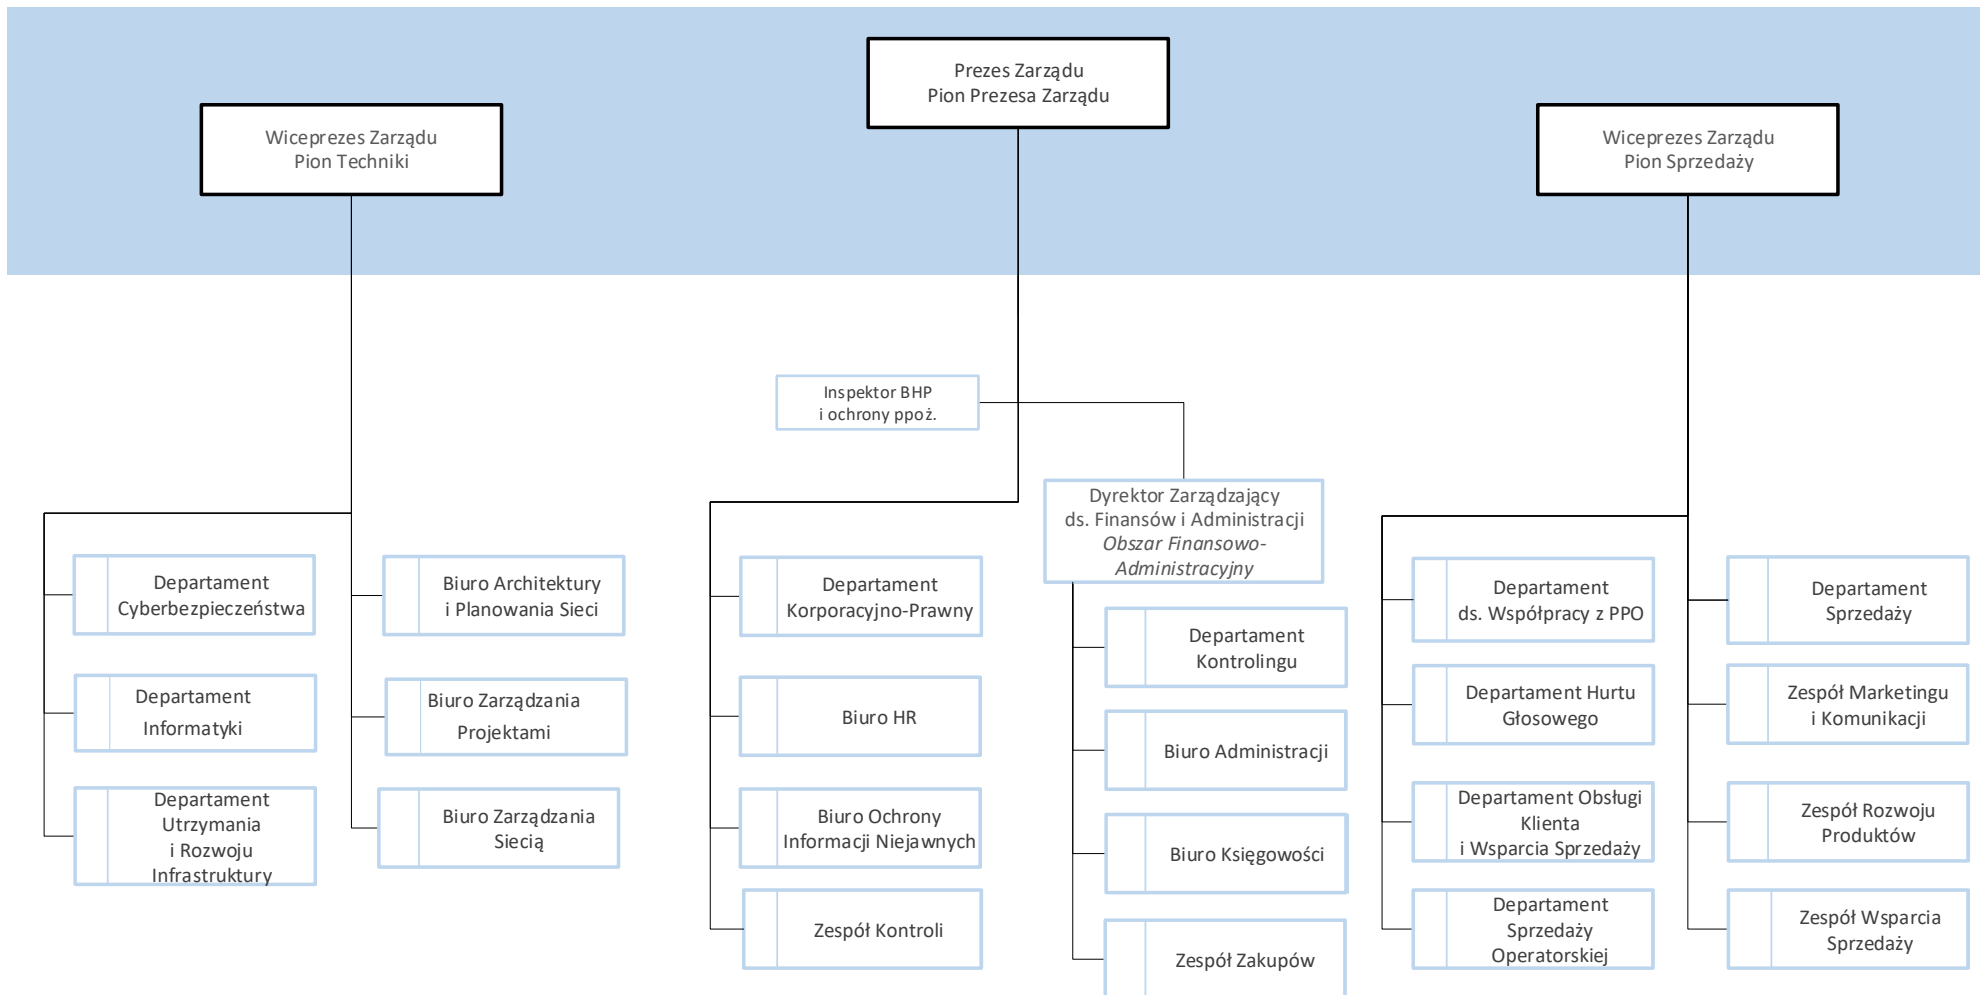 Prezes Zarządu
Pion Prezesa Zarządu
Wiceprezes Zarządu
Pion Techniki
Wiceprezes Zarządu
Pion Sprzedaży
Inspektor BHP
i ochrony ppoż.
Dyrektor Zarządzający
ds. Finansów i Administracji
Obszar Finansowo-
Administracyjny
Departament
Cyberbezpieczeństwa
Departament
Informatyki
Departament
Utrzymania
i Rozwoju
Infrastruktury
Biuro Architektury
i Planowania Sieci
Biuro Zarządzania
Projektami
Biuro Zarządzania
Siecią
Departament
Korporacyjno-Prawny
Biuro HR
Biuro Ochrony
Informacji Niejawnych
Zespół Kontroli
Departament
Kontrolingu
Biuro Administracji
Biuro Księgowości
Zespół Zakupów
Departament
ds. Współpracy z PPO
Departament Hurtu
Głosowego
Departament Obsługi
Klienta
i Wsparcia Sprzedaży
Departament
Sprzedaży
Operatorskiej
Departament
Sprzedaży
Zespół Marketingu
i Komunikacji
Zespół Rozwoju
Produktów
Zespół Wsparcia
Sprzedaży